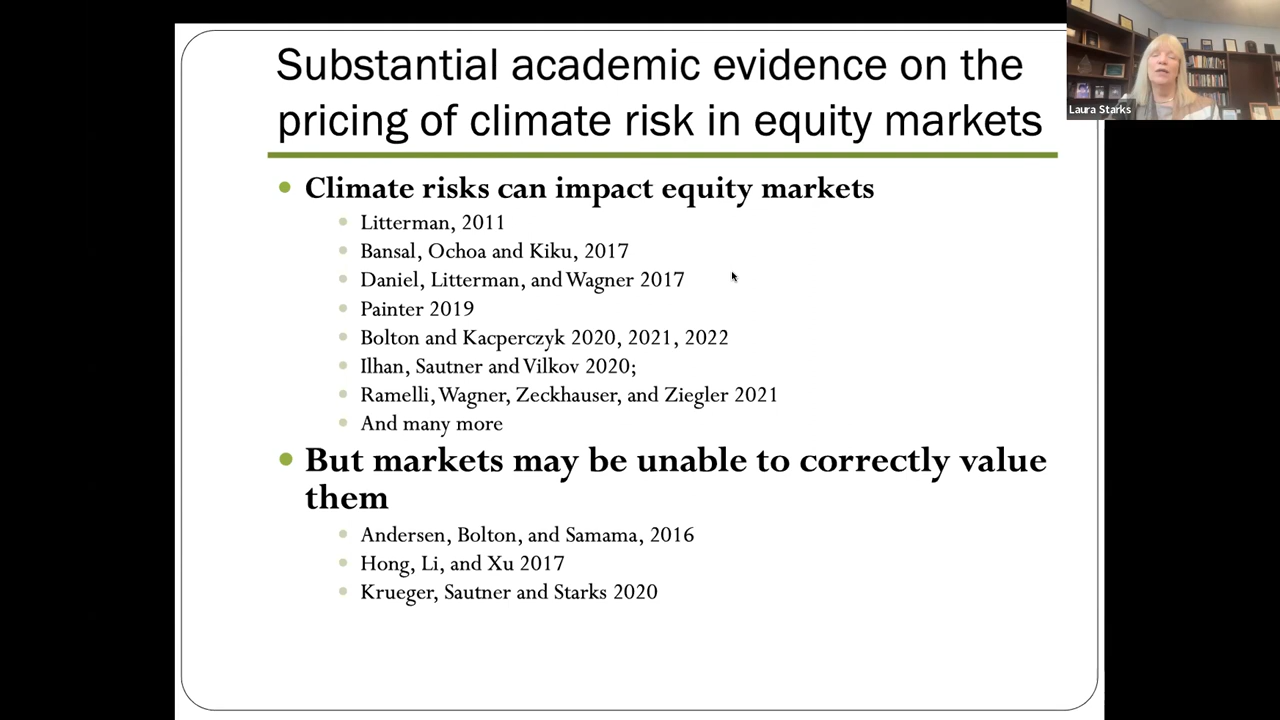 Substantial academic evidence on the
pricing of climate risk in equity markets
Laura Starks
Climate risks can impact equity markets
Litterman, 2011
Bansal, Ochoa and Kiku, 2017
Daniel, Litterman, and Wagner 2017
Painter 2019
Bolton and Kacperczyk 2020, 2021, 2022
Ilhan, Sautner and Vilkov 2020;
Ramelli, Wagner, Zeckhauser, and Ziegler 2021
And many more
But markets may be unable to correctly value
them
Andersen, Bolton, and Samama, 2016
Hong, Li, and Xu 2017
Krueger, Sautner and Starks 2020